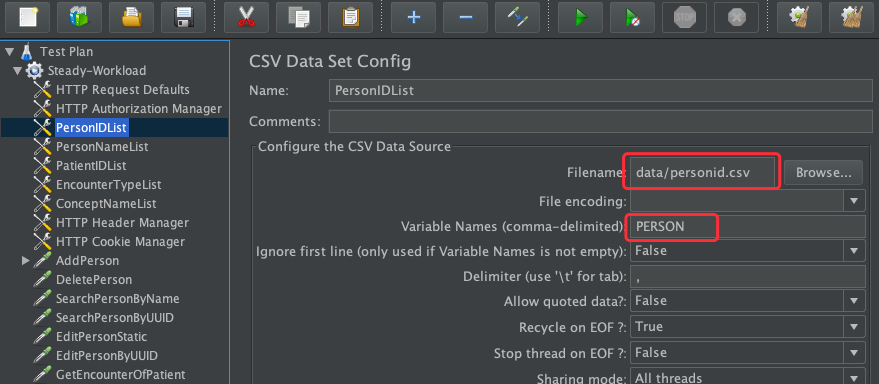 STOP
Test Plan
Steady-Workload
HTTP Request Defaults
HTTP Authorization Manager
PersonIDList
PersonNameList
PatientIDList
EncounterTypeList
ConceptNameList
HTTP Header Manager
HTTP Cookie Manager
AddPerson
DeletePerson
SearchPersonByName
SearchPersonByUUID
EditPersonStatic
EditPersonByUUID
GetEncounterOfPatient
CSV Data Set Config
Name: PersonIDList
Comments:
Configure the CSV Data Source
Filename: data/personid.csv Browse...
File encoding:
Variable Names (comma-delimited): PERSON
Ignore first line (only used if Variable Names is not empty): False
Delimiter (use '\t' for tab): ,
Allow quoted data?: False
Recycle on EOF ?: True
Stop thread on EOF ?: False
Sharing mode: All threads